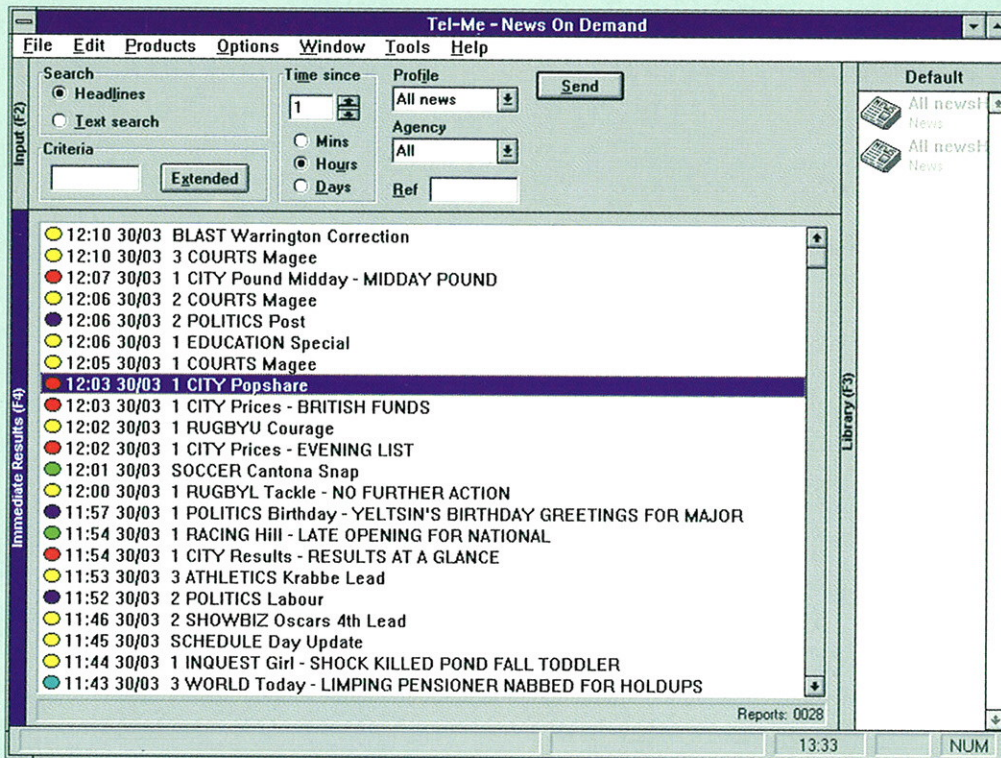 Tel-Me - News On Demand
File Edit Products Options Window Tools Help
Input (F2)
Search
Headlines
Text search
Criteria
Extended
Time since
1
Mins
Hours
Days
Profile
All news
Agency
All
Ref
Send
Immediate Results (F4)
12:10 30/03 BLAST Warrington Correction
12:10 30/03 3 COURTS Magee
12:07 30/03 1 CITY Pound Midday - MIDDAY POUND
12:06 30/03 2 COURTS Magee
12:06 30/03 2 POLITICS Post
12:06 30/03 1 EDUCATION Special
12:05 30/03 1 COURTS Magee
12:03 30/03 1 CITY Popshare
12:03 30/03 1 CITY Prices - BRITISH FUNDS
12:02 30/03 1 RUGBYU Courage
12:02 30/03 1 CITY Prices - EVENING LIST
12:01 30/03 SOCCER Cantona Snap
12:00 30/03 1 RUGBYL Tackle - NO FURTHER ACTION
11:57 30/03 1 POLITICS Birthday - YELTSIN'S BIRTHDAY GREETINGS FOR MAJOR
11:54 30/03 1 RACING Hill - LATE OPENING FOR NATIONAL
11:54 30/03 1 CITY Results - RESULTS AT A GLANCE
11:53 30/03 3 ATHLETICS Krabbe Lead
11:52 30/03 2 POLITICS Labour
11:46 30/03 2 SHOWBIZ Oscars 4th Lead
11:45 30/03 SCHEDULE Day Update
11:44 30/03 1 INQUEST Girl - SHOCK KILLED POND FALL TODDLER
11:43 30/03 3 WORLD Today - LIMPING PENSIONER NABBED FOR HOLDUPS
Reports: 0028
Library (F3)
Default
All newsH
News
All newsH
News
13:33 NUM